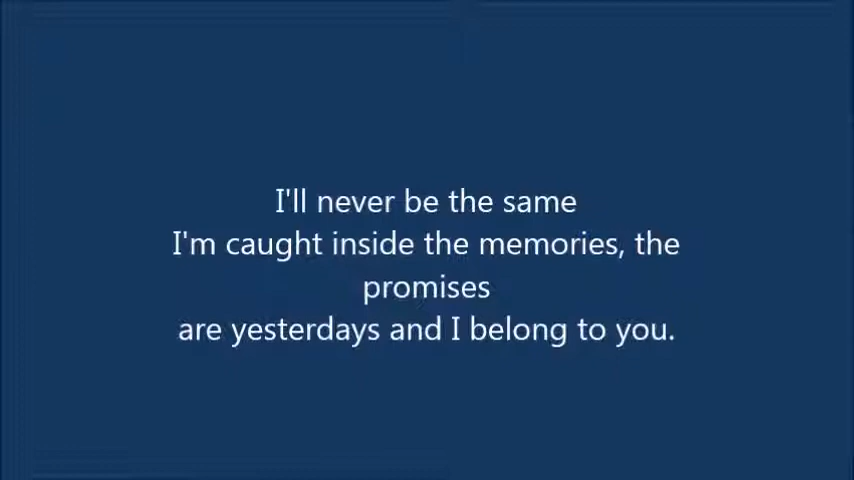 I'll never be the same
I'm caught inside the memories, the
promises
are yesterdays and I belong to you.